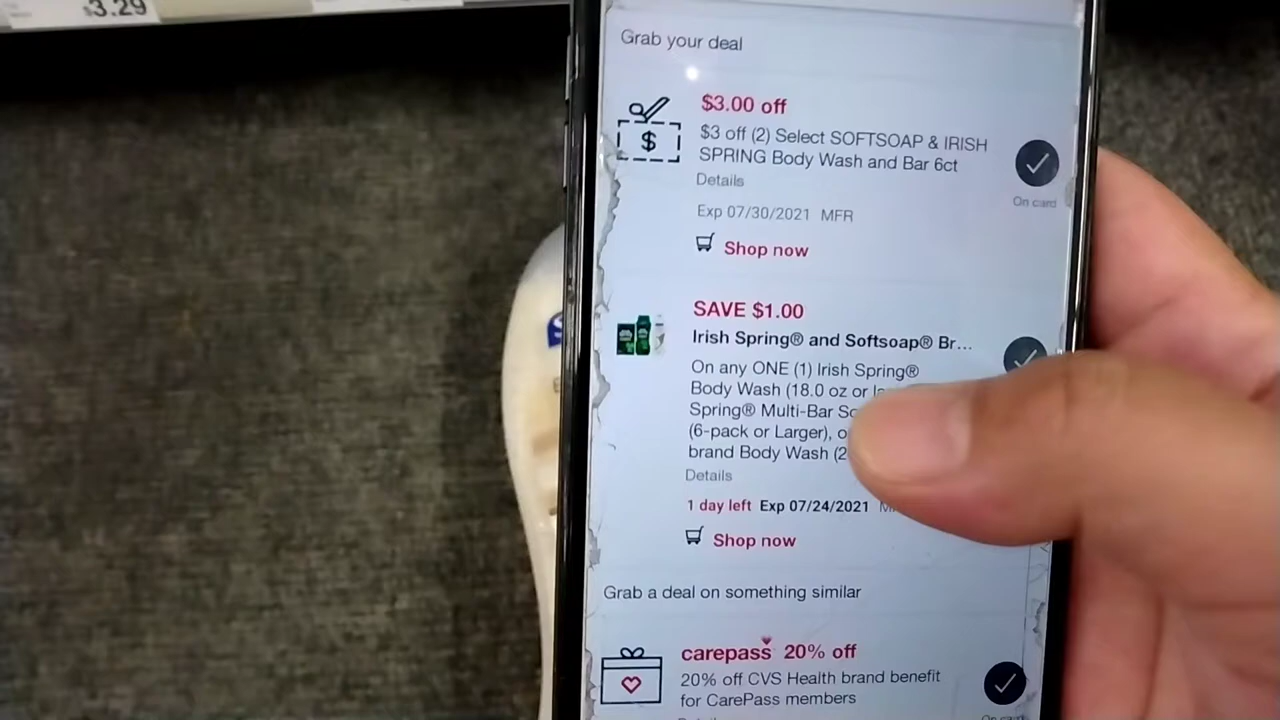 $3.29
Grab your deal
$3.00 off
$
$3 off (2) Select SOFTSOAP & IRISH
SPRING Body Wash and Bar 6ct
Details
On card
Exp 07/30/2021 MFR
Shop now
SAVE $1.00
Irish Spring® and Softsoap® Br...
On any ONE (1) Irish Spring®
Body Wash (18.0 oz or
Spring® Multi-Bar
(6-pack or Larger),
brand Body Wash (2
Details
1 day left Exp 07/24/2021
Shop now
Grab a deal on something similar
carepass 20% off
20% off CVS Health brand benefit
for CarePass members
On card